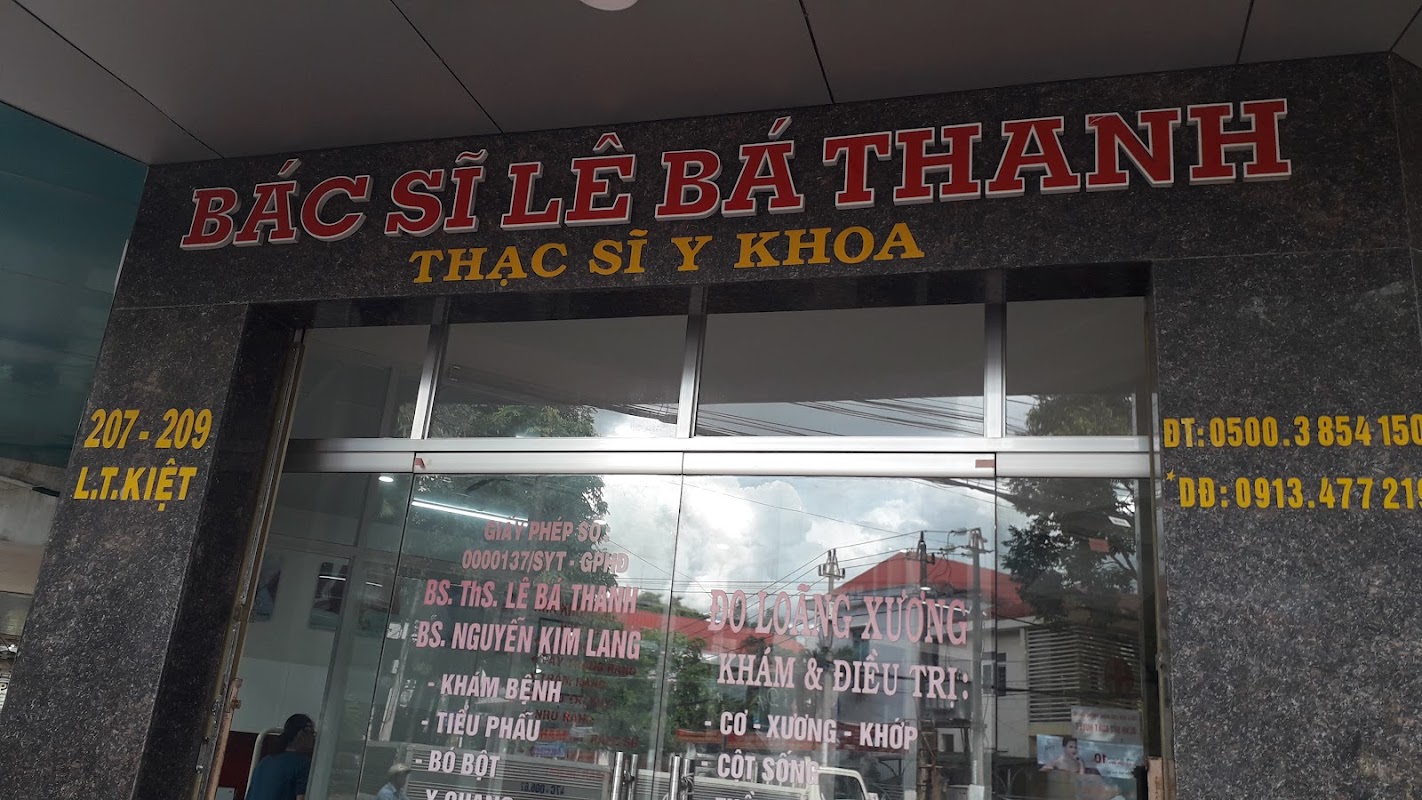 BÁC SĨ LÊ BÁ THANH
THẠC SĨ Y KHOA
207 - 209
L.T.KIỆT
ĐT: 0500.3 854 150
*DĐ: 0913.477 219
GIẤY PHÉP SỐ:
0000137/SYT - GPHĐ
BS. ThS. LÊ BÁ THANH
BS. NGUYỄN KIM LANG
- KHÁM BỆNH
- TIỂU PHẪU
- BÓ BỘT
X QUANG
ĐO LOÃNG XƯƠNG
KHÁM & ĐIỀU TRỊ:
- CƠ - XƯƠNG - KHỚP
CỘT SỐNG